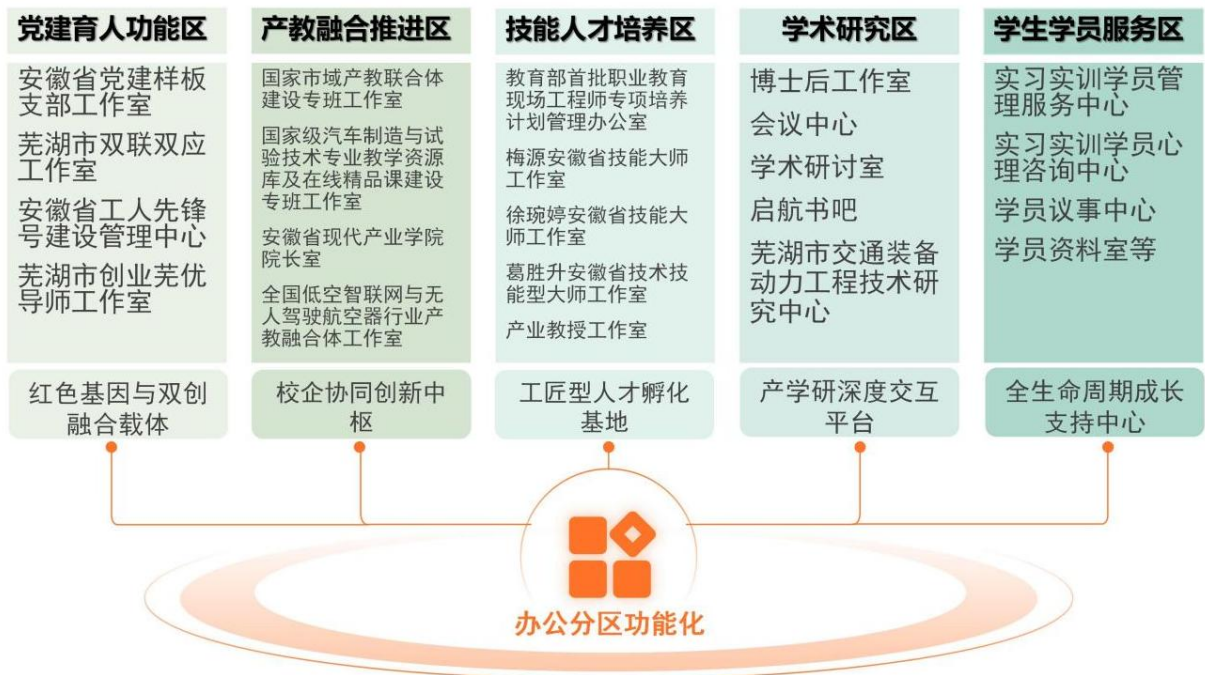 党建育人功能区
安徽省党建样板
支部工作室
芜湖市双联双应
工作室
安徽省工人先锋
号建设管理中心
芜湖市创业芜优
导师工作室
红色基因与双创
融合载体
产教融合推进区
国家市域产教联合体
建设专班工作室
国家级汽车制造与试
验技术专业教学资源
库及在线精品课建设
专班工作室
安徽省现代产业学院
院长室
全国低空智联网与无
人驾驶航空器行业产
教融合体工作室
校企协同创新中
枢
技能人才培养区
教育部首批职业教育
现场工程师专项培养
计划管理办公室
梅源安徽省技能大师
工作室
徐琬婷安徽省技能大
师工作室
葛胜升安徽省技术技
能型大师工作室
产业教授工作室
工匠型人才孵化
基地
学术研究区
博士后工作室
会议中心
学术研讨室
启航书吧
芜湖市交通装备
动力工程技术研
究中心
产学研深度交互
平台
学生学员服务区
实习实训学员管
理服务中心
实习实训学员心
理咨询中心
学员议事中心
学员资料室等
全生命周期成长
支持中心
办公分区功能化